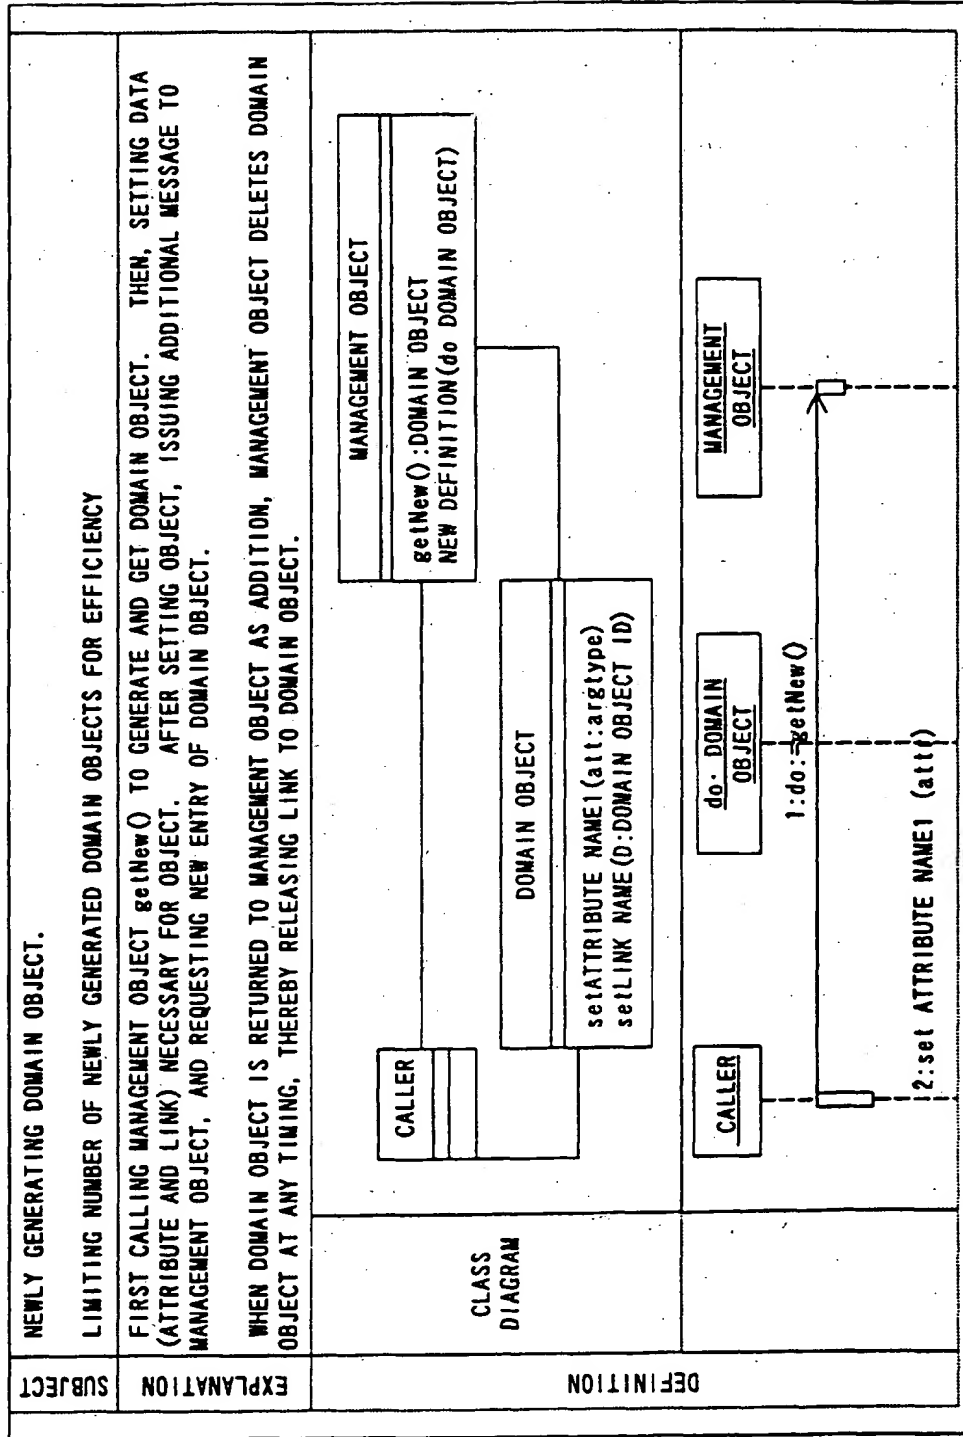 SUBJECT
NEWLY GENERATING DOMAIN OBJECT.
LIMITING NUMBER OF NEWLY GENERATED DOMAIN OBJECTS FOR EFFICIENCY
EXPLANATION
FIRST CALLING MANAGEMENT OBJECT getNew() TO GENERATE AND GET DOMAIN OBJECT. THEN, SETTING DATA
(ATTRIBUTE AND LINK) NECESSARY FOR OBJECT. AFTER SETTING OBJECT, ISSUING ADDITIONAL MESSAGE TO
MANAGEMENT OBJECT, AND REQUESTING NEW ENTRY OF DOMAIN OBJECT.
WHEN DOMAIN OBJECT IS RETURNED TO MANAGEMENT OBJECT AS ADDITION, MANAGEMENT OBJECT DELETES DOMAIN
OBJECT AT ANY TIMING, THEREBY RELEASING LINK TO DOMAIN OBJECT.
DEFINITION
CLASS
DIAGRAM
CALLER
MANAGEMENT OBJECT
getNew():DOMAIN OBJECT
NEW DEFINITION(do DOMAIN OBJECT)
DOMAIN OBJECT
setATTRIBUTE NAME1(att:argtype)
setLINK NAME(D:DOMAIN OBJECT ID)
CALLER
do· DOMAIN
OBJECT
MANAGEMENT
OBJECT
1:do:=getNew()
2:set ATTRIBUTE NAME1 (attr)